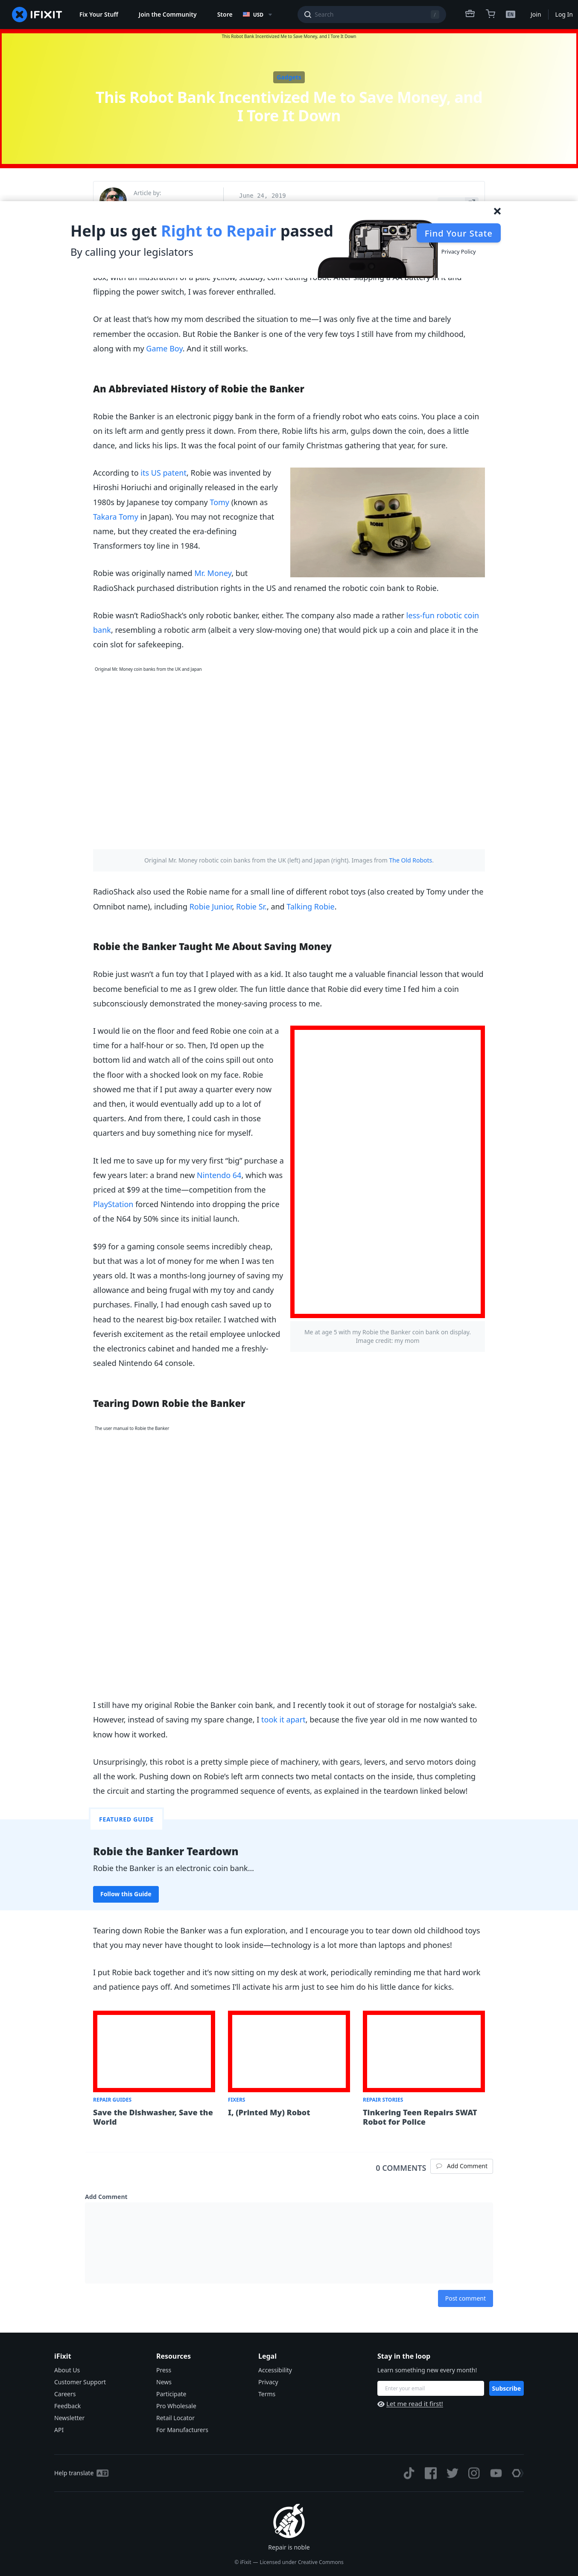 IFIXIT
Fix Your Stuff
Join the Community
Store
USD
Search
/
EN
Join
Log In
This Robot Bank Incentivized Me to Save Money, and I Tore It Down
Gadgets
This Robot Bank Incentivized Me to Save Money, and
I Tore It Down
Article by:
June 24, 2019
Help us get Right to Repair passed
By calling your legislators
Find Your State
Privacy Policy
flipping the power switch, I was forever enthralled.
Or at least that's how my mom described the situation to me—I was only five at the time and barely
remember the occasion. But Robie the Banker is one of the very few toys I still have from my childhood,
along with my Game Boy. And it still works.
An Abbreviated History of Robie the Banker
Robie the Banker is an electronic piggy bank in the form of a friendly robot who eats coins. You place a coin
on its left arm and gently press it down. From there, Robie lifts his arm, gulps down the coin, does a little
dance, and licks his lips. It was the focal point of our family Christmas gathering that year, for sure.
According to its US patent, Robie was invented by
Hiroshi Horiuchi and originally released in the early
1980s by Japanese toy company Tomy (known as
Takara Tomy in Japan). You may not recognize that
name, but they created the era-defining
Transformers toy line in 1984.
ROBIE
Robie was originally named Mr. Money, but
RadioShack purchased distribution rights in the US and renamed the robotic coin bank to Robie.
Robie wasn't RadioShack's only robotic banker, either. The company also made a rather less-fun robotic coin
bank, resembling a robotic arm (albeit a very slow-moving one) that would pick up a coin and place it in the
coin slot for safekeeping.
Original Mr. Money coin banks from the UK and Japan
Original Mr. Money robotic coin banks from the UK (left) and Japan (right). Images from The Old Robots.
RadioShack also used the Robie name for a small line of different robot toys (also created by Tomy under the
Omnibot name), including Robie Junior, Robie Sr., and Talking Robie.
Robie the Banker Taught Me About Saving Money
Robie just wasn't a fun toy that I played with as a kid. It also taught me a valuable financial lesson that would
become beneficial to me as I grew older. The fun little dance that Robie did every time I fed him a coin
subconsciously demonstrated the money-saving process to me.
I would lie on the floor and feed Robie one coin at a
time for a half-hour or so. Then, I'd open up the
bottom lid and watch all of the coins spill out onto
the floor with a shocked look on my face. Robie
showed me that if I put away a quarter every now
and then, it would eventually add up to a lot of
quarters. And from there, I could cash in those
quarters and buy something nice for myself.
It led me to save up for my very first "big" purchase a
few years later: a brand new Nintendo 64, which was
priced at $99 at the time—competition from the
PlayStation forced Nintendo into dropping the price
of the N64 by 50% since its initial launch.
$99 for a gaming console seems incredibly cheap,
but that was a lot of money for me when I was ten
years old. It was a months-long journey of saving my
allowance and being frugal with my toy and candy
purchases. Finally, I had enough cash saved up to
head to the nearest big-box retailer. I watched with
feverish excitement as the retail employee unlocked
the electronics cabinet and handed me a freshly-
sealed Nintendo 64 console.
Me at age 5 with my Robie the Banker coin bank on display.
Image credit: my mom
Tearing Down Robie the Banker
The user manual to Robie the Banker
I still have my original Robie the Banker coin bank, and I recently took it out of storage for nostalgia's sake.
However, instead of saving my spare change, I took it apart, because the five year old in me now wanted to
know how it worked.
Unsurprisingly, this robot is a pretty simple piece of machinery, with gears, levers, and servo motors doing
all the work. Pushing down on Robie's left arm connects two metal contacts on the inside, thus completing
the circuit and starting the programmed sequence of events, as explained in the teardown linked below!
FEATURED GUIDE
Robie the Banker Teardown
Robie the Banker is an electronic coin bank...
Follow this Guide
Tearing down Robie the Banker was a fun exploration, and I encourage you to tear down old childhood toys
that you may never have thought to look inside—technology is a lot more than laptops and phones!
I put Robie back together and it's now sitting on my desk at work, periodically reminding me that hard work
and patience pays off. And sometimes I'll activate his arm just to see him do his little dance for kicks.
REPAIR GUIDES
Save the Dishwasher, Save the
World
FIXERS
I, (Printed My) Robot
REPAIR STORIES
Tinkering Teen Repairs SWAT
Robot for Police
0 COMMENTS
Add Comment
Add Comment
Post comment
iFixit
About Us
Customer Support
Careers
Feedback
Newsletter
API
Resources
Press
News
Participate
Pro Wholesale
Retail Locator
For Manufacturers
Legal
Accessibility
Privacy
Terms
Stay in the loop
Learn something new every month!
Enter your email
Subscribe
Let me read it first!
Help translate
Repair is noble
© iFixit — Licensed under Creative Commons